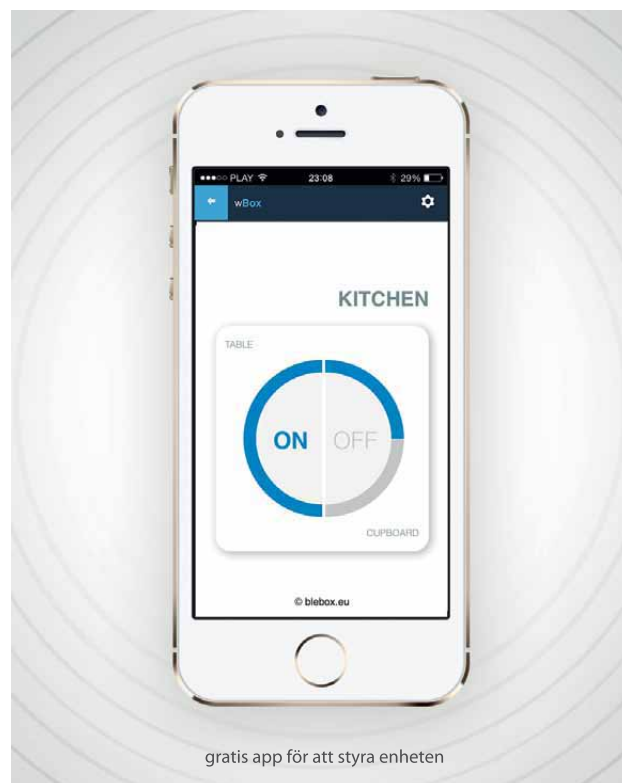 PLAY 23:08 29%
wBox
KITCHEN
TABLE
ON OFF
CUPBOARD
© blebox.eu
gratis app för att styra enheten